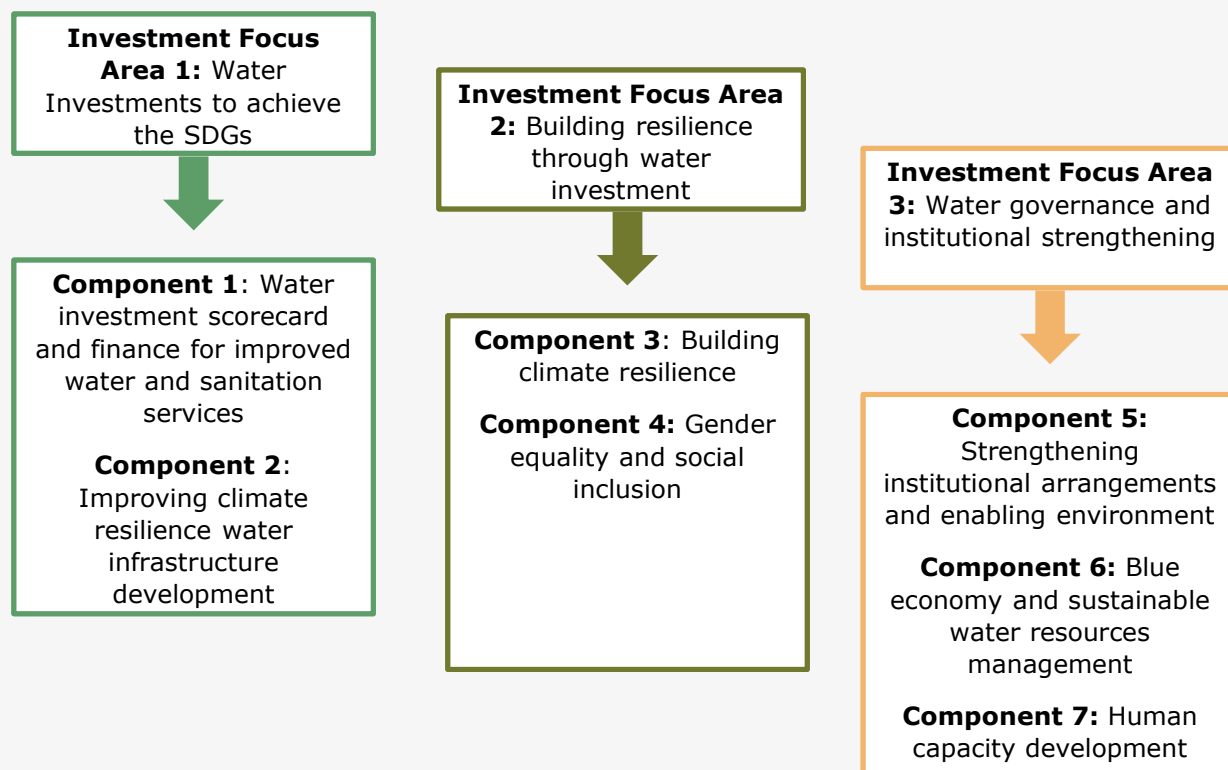 Investment Focus
Area 1: Water
Investments to achieve
the SDGs
Component 1: Water
investment scorecard
and finance for improved
water and sanitation
services
Component 2:
Improving climate
resilience water
infrastructure
development
Investment Focus Area
2: Building resilience
through water
investment
Component 3: Building
climate resilience
Component 4: Gender
equality and social
inclusion
Investment Focus Area
3: Water governance and
institutional strengthening
Component 5:
Strengthening
institutional arrangements
and enabling environment
Component 6: Blue
economy and sustainable
water resources
management
Component 7: Human
capacity development